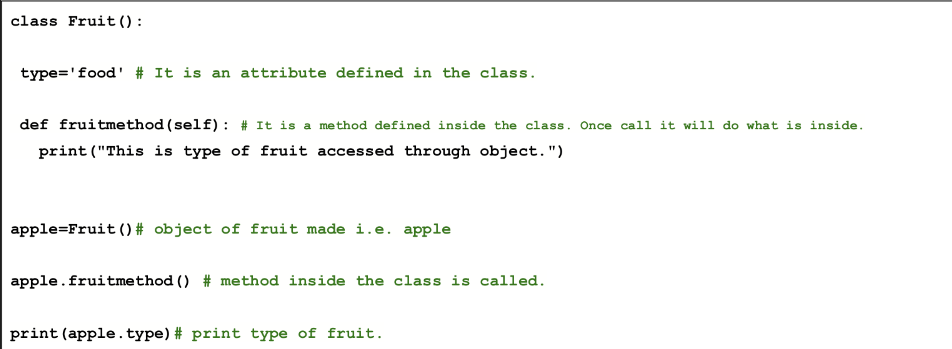 class Fruit():
type='food' # It is an attribute defined in the class.
def fruitmethod(self): # It is a method defined inside the class. Once call it will do what is inside.
print("This is type of fruit accessed through object.")
apple=Fruit()# object of fruit made i.e. apple
apple.fruitmethod() # method inside the class is called.
print(apple.type)# print type of fruit.